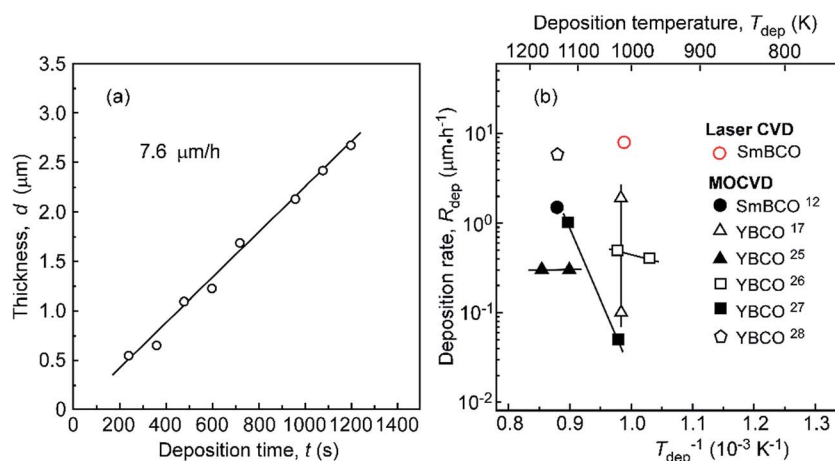 (a)
7.6 μm/h
Thickness, d (μm)
3.5
3.0
2.5
2.0
1.5
1.0
0.5
0
0 200 400 600 800 1000 1200 1400
Deposition time, t (s)
Deposition temperature, T_dep (K)
1200 1100 1000 900 800
(b)
Deposition rate, R_dep (μm•h⁻¹)
10¹
10⁰
10⁻¹
10⁻²
Laser CVD
SmBCO
MOCVD
SmBCO ¹²
YBCO ¹⁷
YBCO ²⁵
YBCO ²⁶
YBCO ²⁷
YBCO ²⁸
0.8 0.9 1.0 1.1 1.2 1.3
T_dep⁻¹ (10⁻³ K⁻¹)